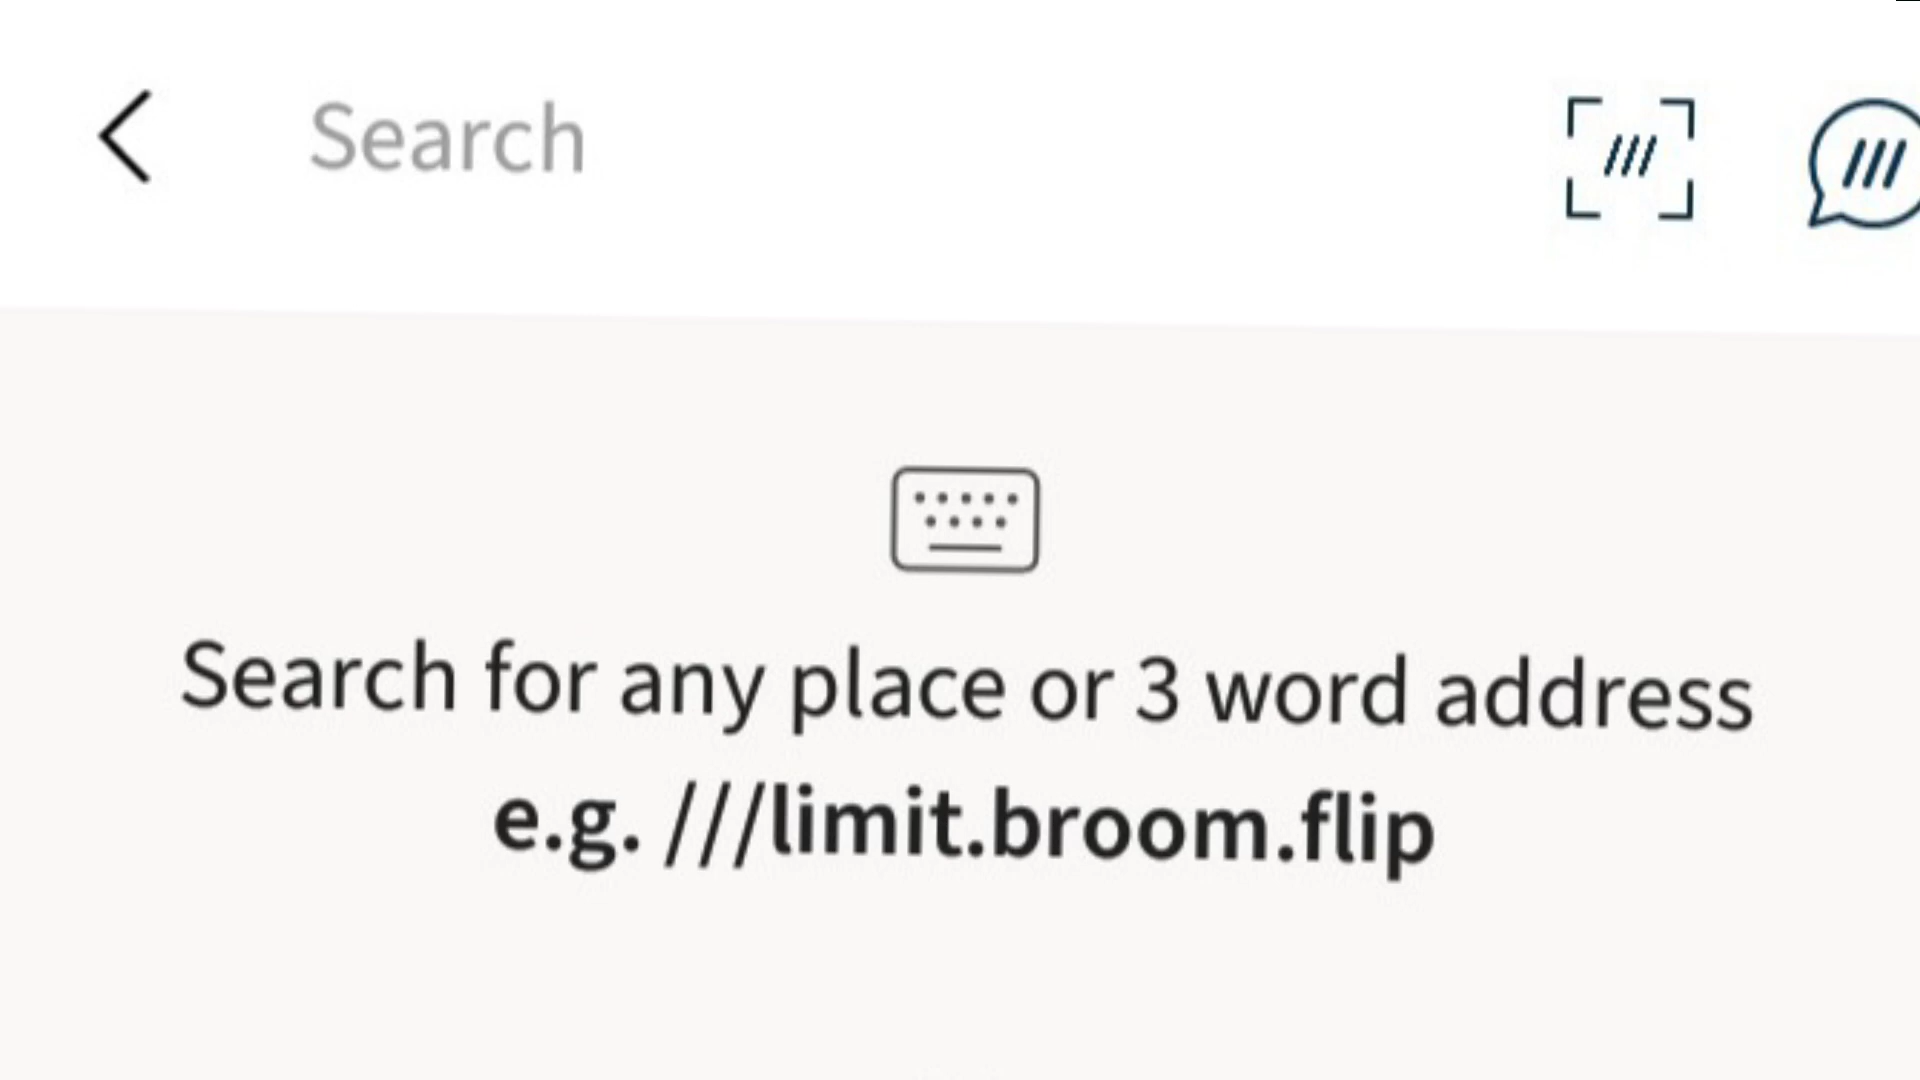 Search
Search for any place or 3 word address
e.g. ///limit.broom.flip